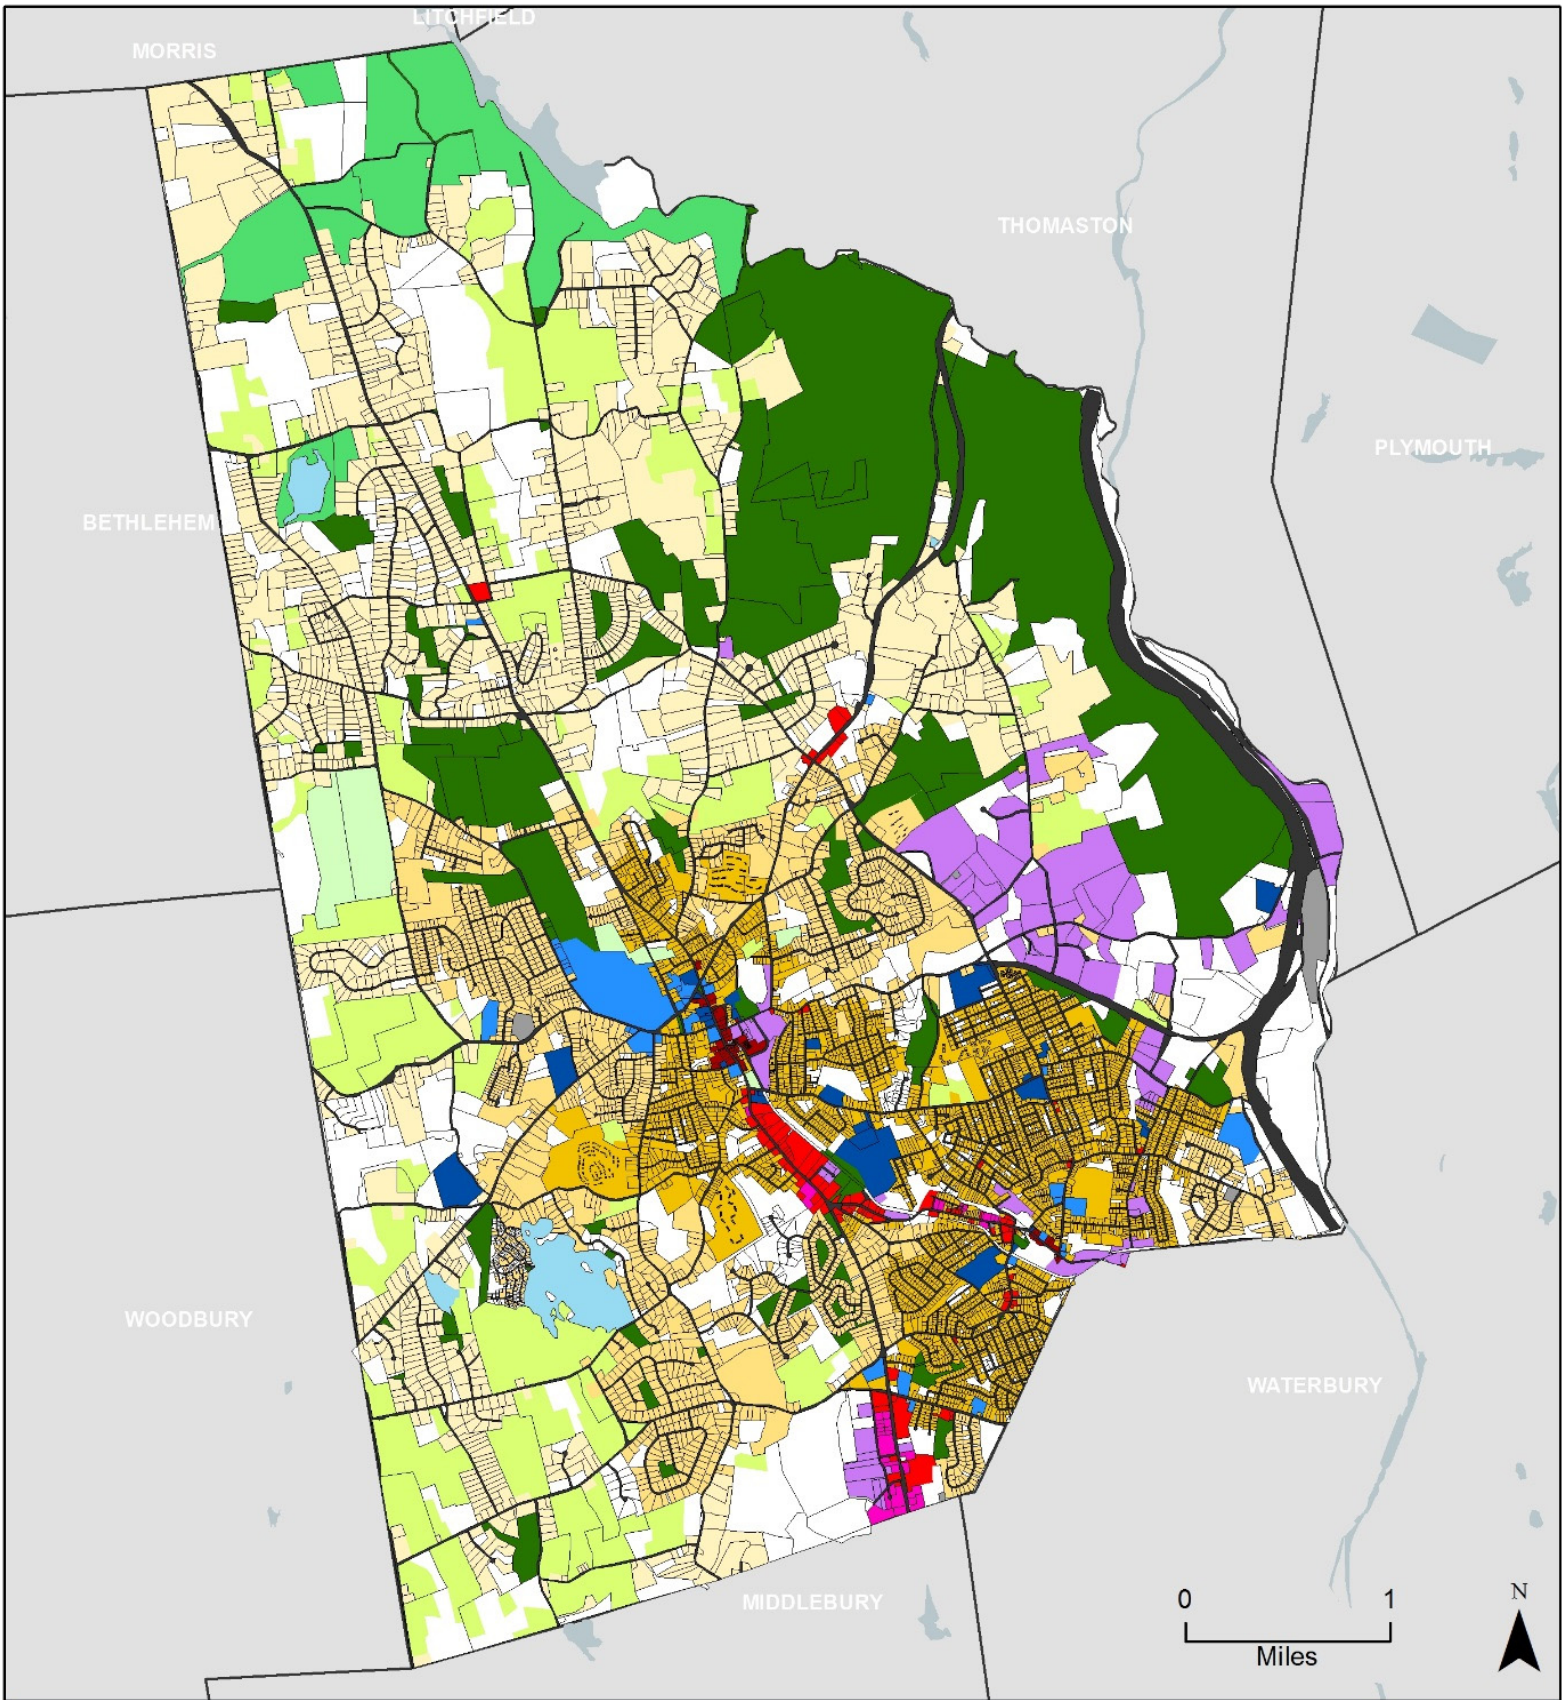 LITCHFIELD
MORRIS
THOMASTON
PLYMOUTH
BETHLEHEM
WOODBURY
WATERBURY
MIDDLEBURY
0 1
Miles
N